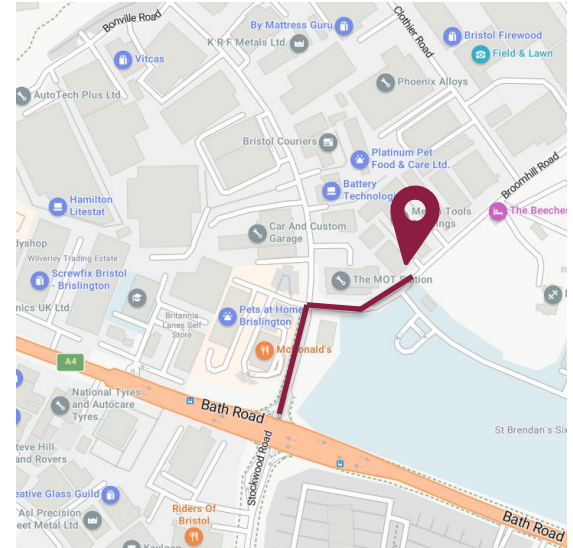 Bonville Road
By Mattress Guru
K R F Metals Ltd.
Clothier Road
Bristol Firewood
Field & Lawn
Vitcas
AutoTech Plus Ltd
Phoenix Alloys
Bristol Couriers
Platinum Pet
Food & Care Ltd.
Broomhill Road
Battery
Hamilton
Litestat
Tools
The Beeches
Car And Custom
Garage
dyshop
Wilverley Trading Estate
Screwfix Bristol
- Brislington
The MOT Station
nics UK Ltd.
Britannia
Lanes Self
Store
Pets at Home
Brislington
McDonald's
A4
National Tyres
and Autocare
Tyres...
Bath Road
Stockwood Road
St Brendan's Six
teve Hill
and Rovers
eative Glass Guild
Asl Precision
eet Metal Ltd.
Riders Of
Bristol
Bath Road